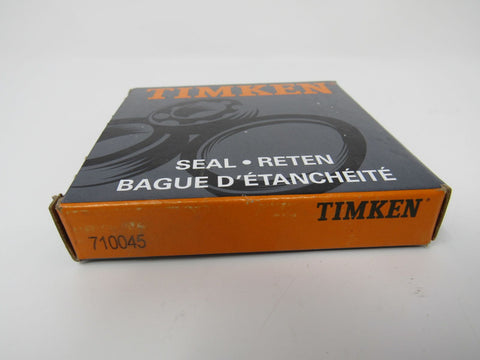 TIMKEN
SEAL • RETEN
BAGUE D'ÉTANCHÉITÉ
TIMKEN
710045